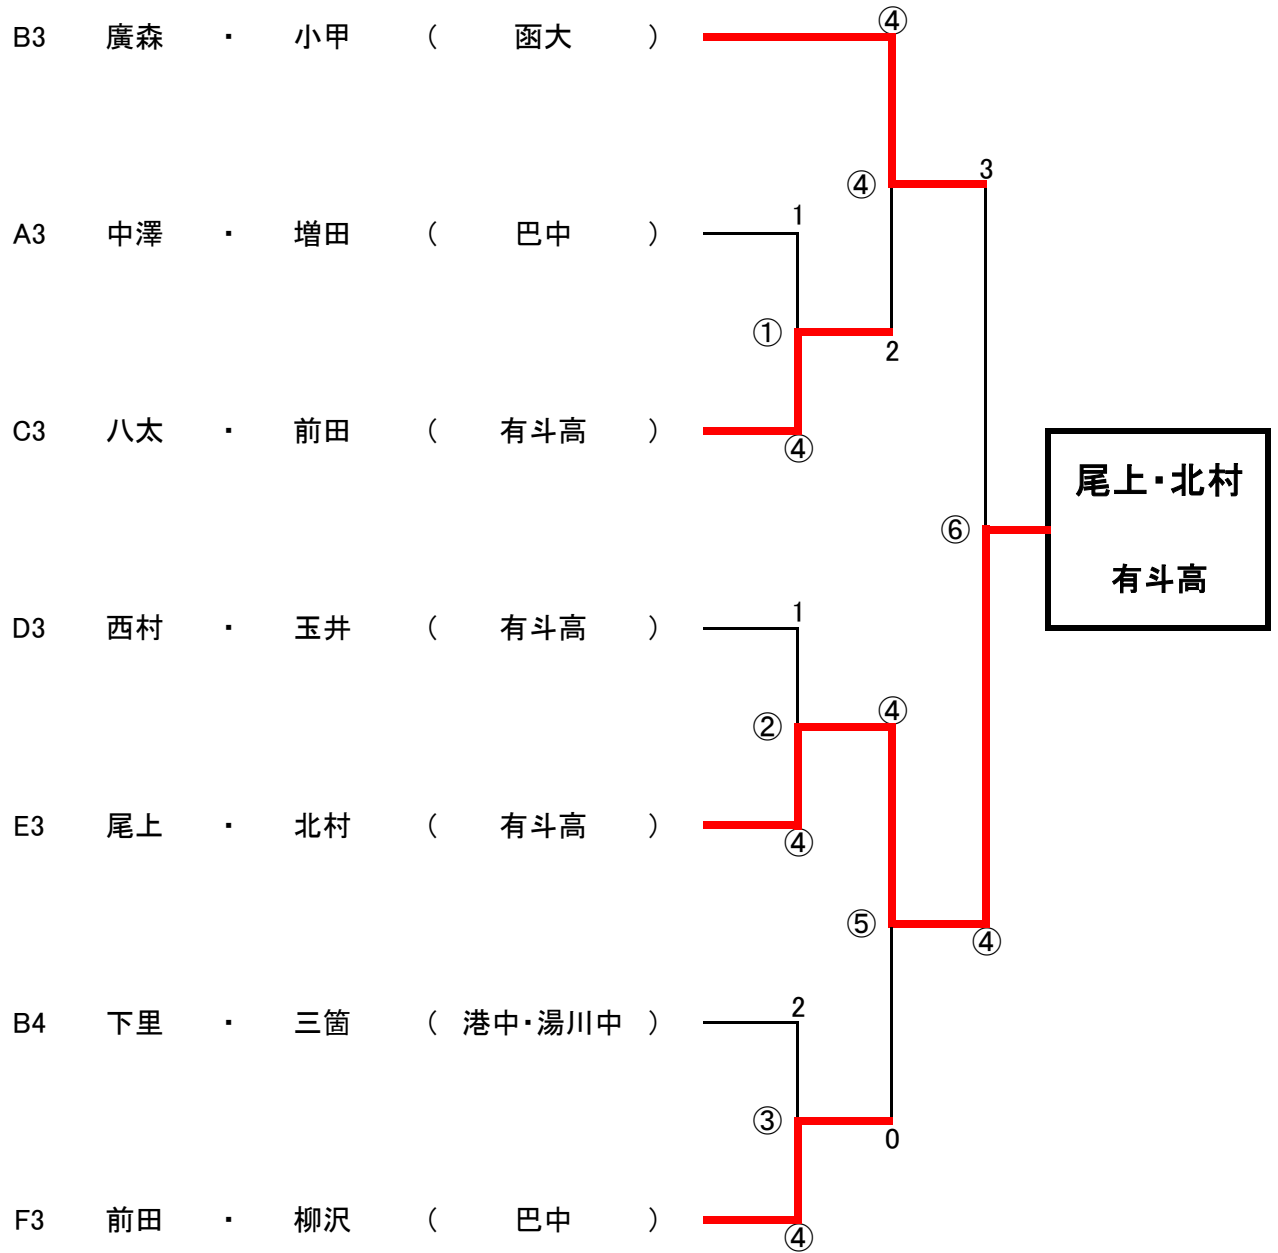 B3 廣森 ・ 小甲 ( 函大 ) ④
④ 3
A3 中澤 ・ 増田 ( 巴中 ) 1
① 2
C3 八太 ・ 前田 ( 有斗高 ) ④
尾上・北村
⑥
有斗高
D3 西村 ・ 玉井 ( 有斗高 ) 1
② ④
E3 尾上 ・ 北村 ( 有斗高 ) ④
⑤ ④
B4 下里 ・ 三箇 ( 港中・湯川中 ) 2
③ 0
F3 前田 ・ 柳沢 ( 巴中 ) ④